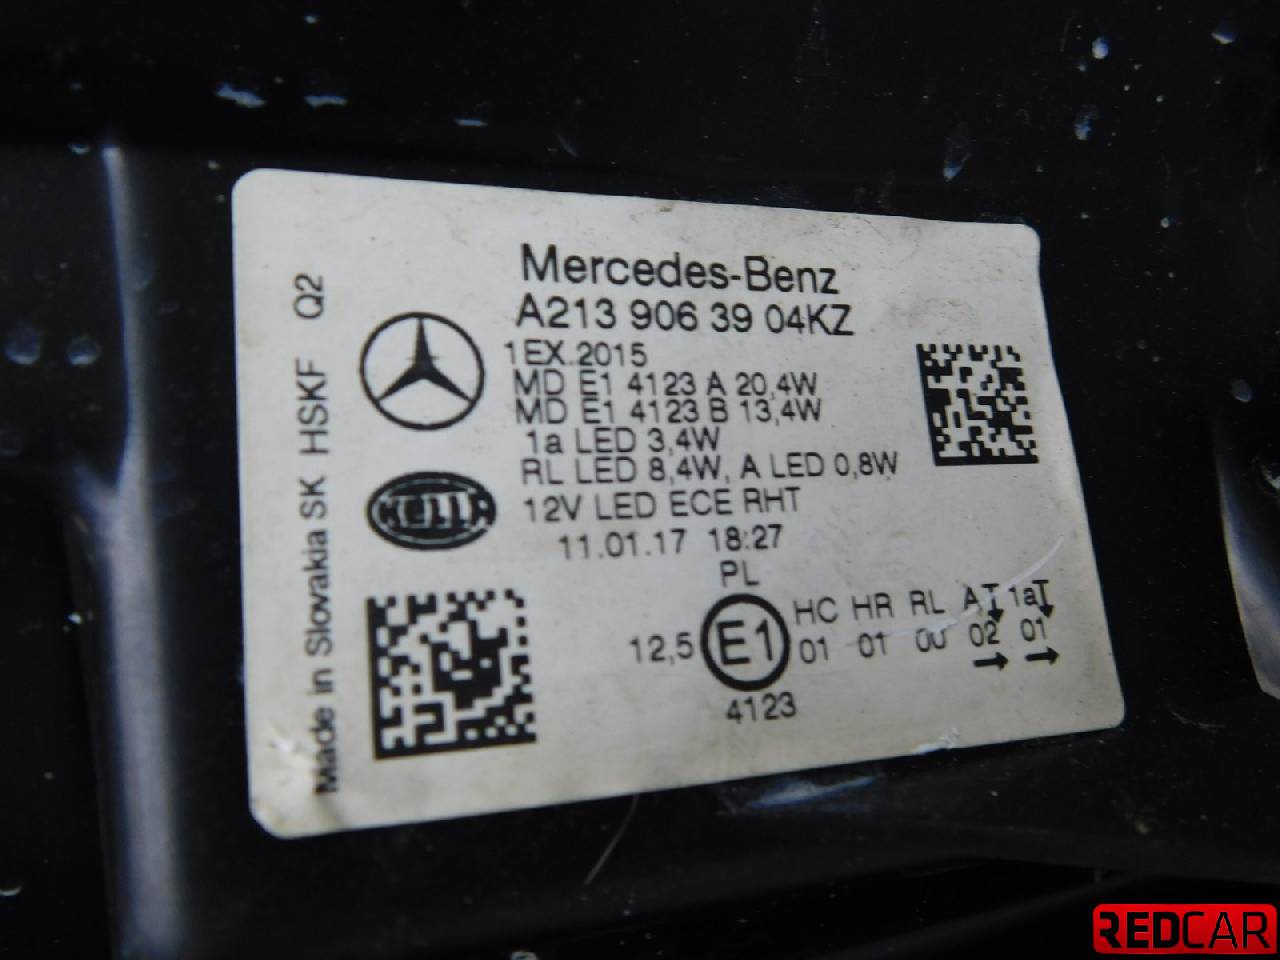 Mercedes-Benz
A213 906 39 04KZ
1EX.2015
MD E1 4123 A 20,4W
MD E1 4123 B 13,4W
1a LED 3,4W
RL LED 8,4W, A LED 0,8W
12V LED ECE RHT
11.01.17 18:27
PL
HC HR RL AT 1aT
12,5 E1 01 01 00 02 01
4123
HELLA
Made in Slovakia SK HSKF Q2
REDCAR